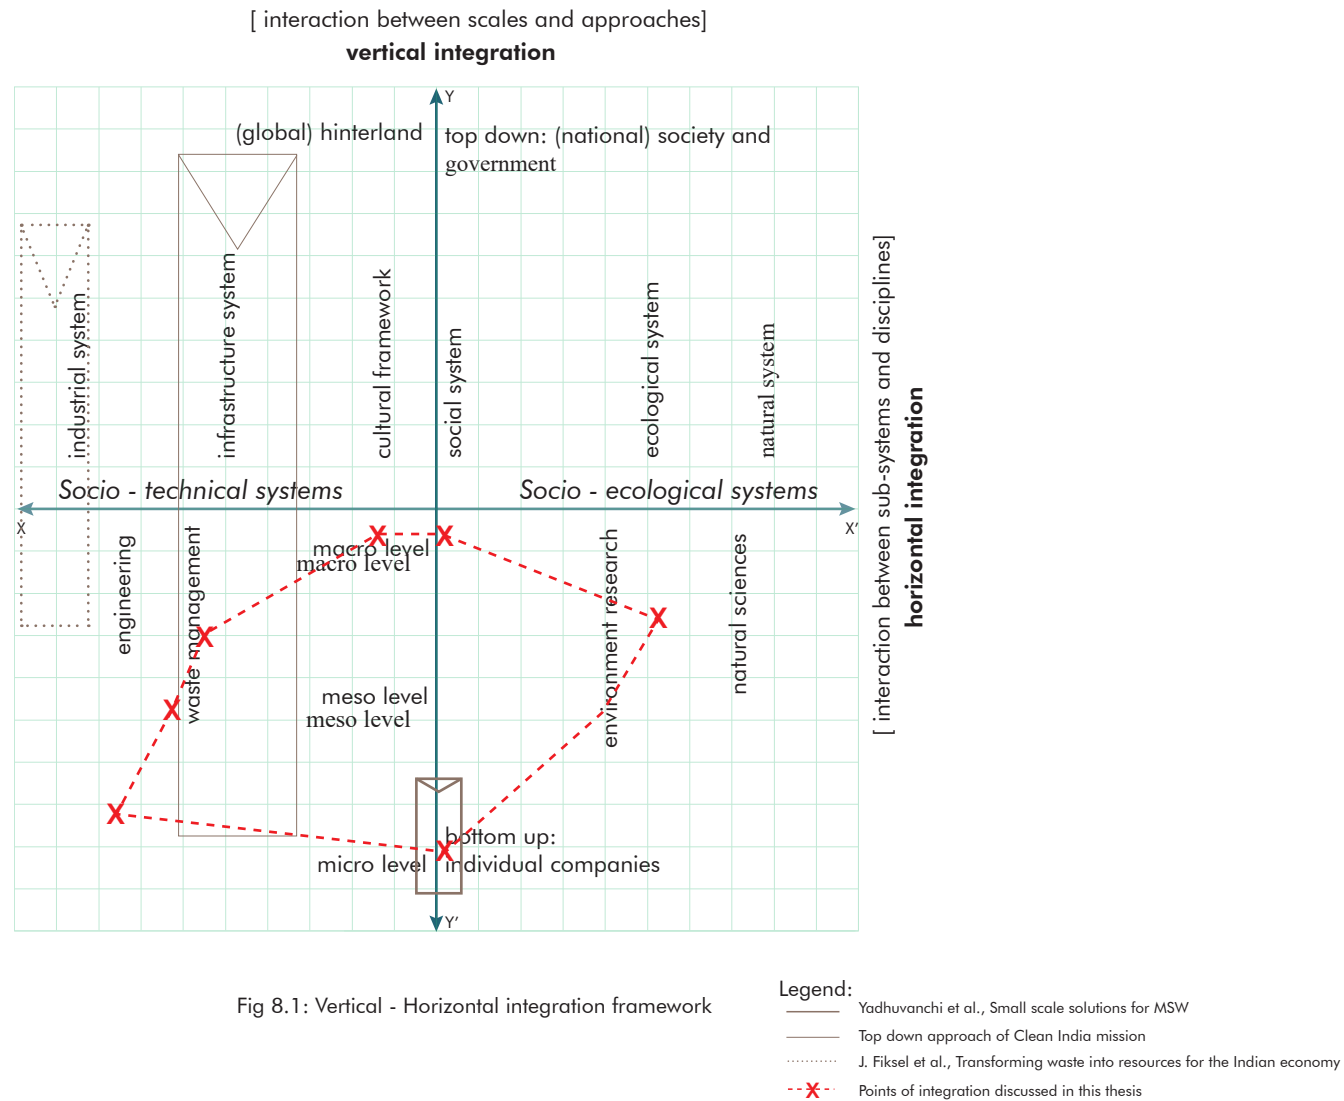 [ interaction between scales and approaches]
vertical integration
Y
(global) hinterland
top down: (national) society and
government
industrial system
infrastructure system
cultural framework
social system
ecological system
natural system
Socio - technical systems
Socio - ecological systems
X
X'
engineering
waste management
macro level
macro level
environment research
natural sciences
meso level
meso level
bottom up:
micro level
individual companies
Y'
[ interaction between sub-systems and disciplines]
horizontal integration
Fig 8.1: Vertical - Horizontal integration framework
Legend:
Yadhuvanchi et al., Small scale solutions for MSW
Top down approach of Clean India mission
J. Fiksel et al., Transforming waste into resources for the Indian economy
X
Points of integration discussed in this thesis